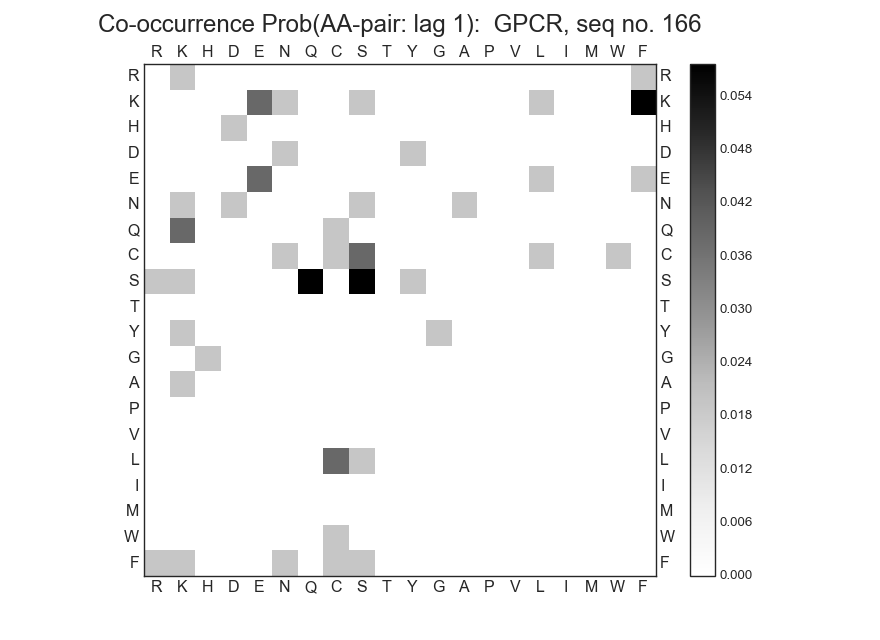 Co-occurrence Prob(AA-pair: lag 1):  GPCR, seq no. 166
R K H D E N Q C S T Y G A P V L I M W F
R R
K K
H H
D D
E E
N N
Q Q
C C
S S
T T
Y Y
G G
A A
P P
V V
L L
I I
M M
W W
F F
R K H D E N Q C S T Y G A P V L I M W F
0.054
0.048
0.042
0.036
0.030
0.024
0.018
0.012
0.006
0.000